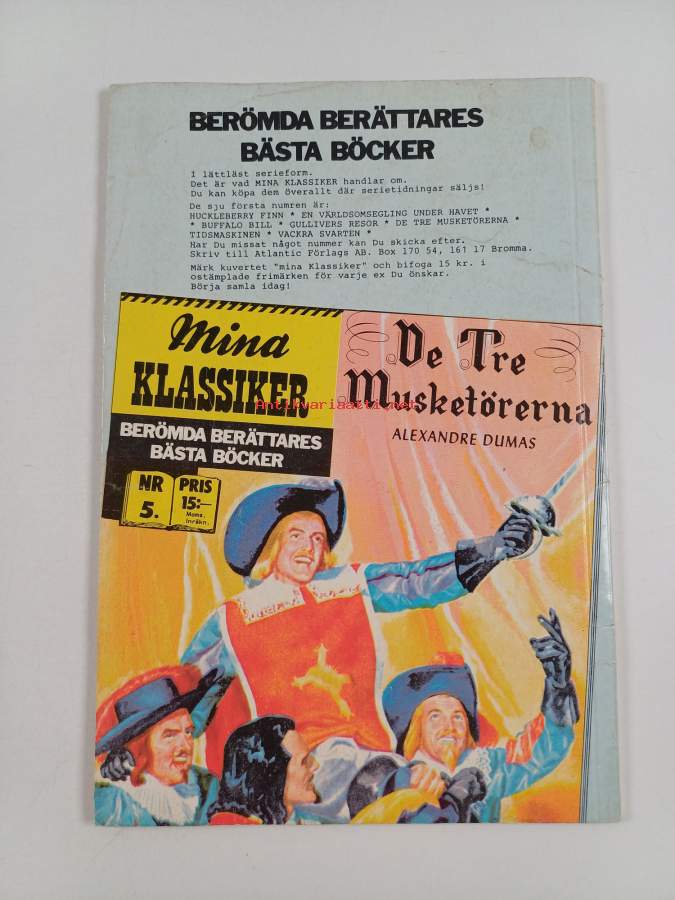 BERÖMDA BERÄTTARES
BÄSTA BÖCKER
I lättläst serieform.
Det är vad MINA KLASSIKER handlar om.
Du kan köpa dem överallt där serietidningar säljs!
De sju första numren är:
HUCKLEBERRY FINN * EN VÄRLDSOMSEGLING UNDER HAVET *
* BUFFALO BILL * GULLIVERS RESOR * DE TRE MUSKETÖRERNA *
TIDSMASKINEN * VACKRA SVARTEN *
Har Du missat något nummer kan Du skicka efter.
Skriv till Atlantic Förlags AB. Box 170 54, 161 17 Bromma.
Märk kuvertet "mina Klassiker" och bifoga 15 kr. i
ostämplade frimärken för varje ex Du önskar.
Börja samla idag!
Mina
KLASSIKER
BERÖMDA BERÄTTARES
BÄSTA BÖCKER
NR
5.
PRIS
15:—
Moms.
inräkn.
De Tre
Musketörerna
ALEXANDRE DUMAS
Antikvariaatti.net